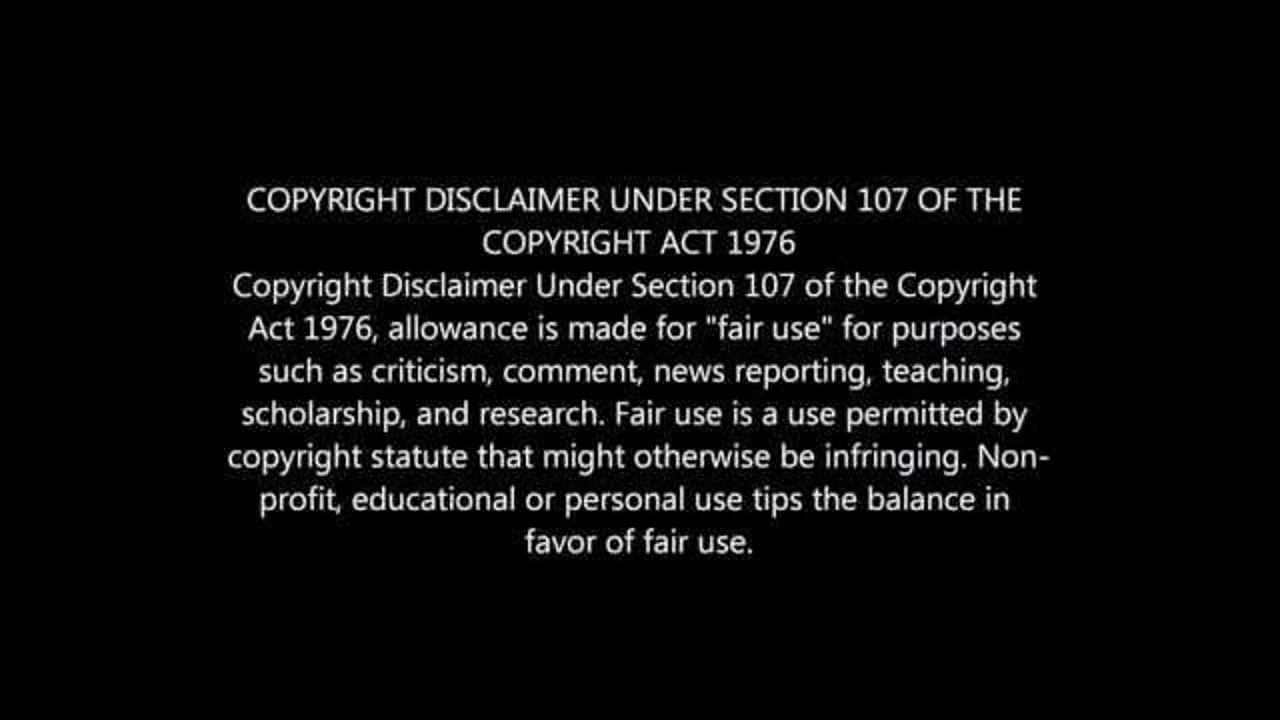 COPYRIGHT DISCLAIMER UNDER SECTION 107 OF THE
COPYRIGHT ACT 1976
Copyright Disclaimer Under Section 107 of the Copyright
Act 1976, allowance is made for "fair use" for purposes
such as criticism, comment, news reporting, teaching,
scholarship, and research. Fair use is a use permitted by
copyright statute that might otherwise be infringing. Non-
profit, educational or personal use tips the balance in
favor of fair use.